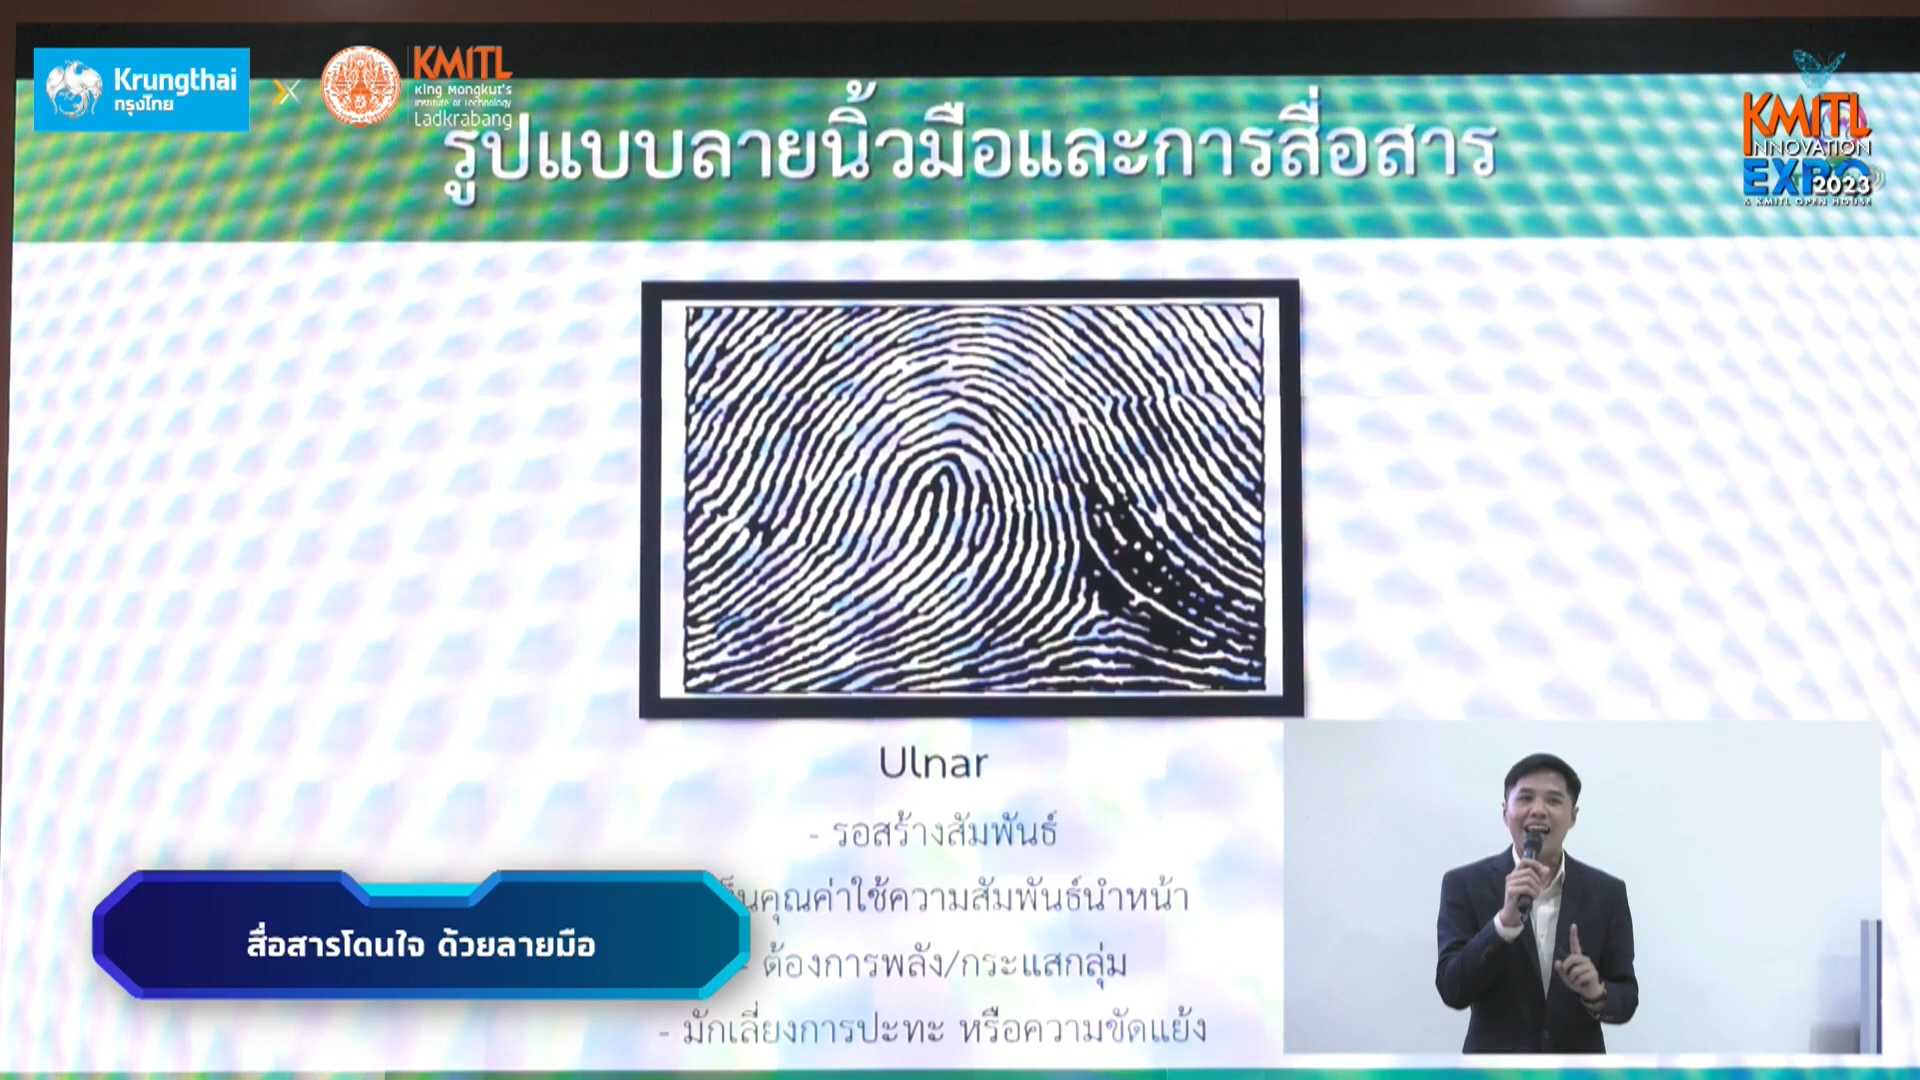 Krungthai
กรุงไทย
KMITL
King Mongkut's
Institute of Technology
Ladkrabang
KMITL
INNOVATION
EXPO 2023
& KMITL OPEN HOUSE
รูปแบบลายนิ้วมือและการสื่อสาร
Ulnar
- รอสร้างสัมพันธ์
คุณค่าใช้ความสัมพันธ์นำหน้า
- ต้องการพลัง/กระแสกลุ่ม
- มักเลี่ยงการปะทะ หรือความขัดแย้ง
สื่อสารโดนใจ ด้วยลายมือ